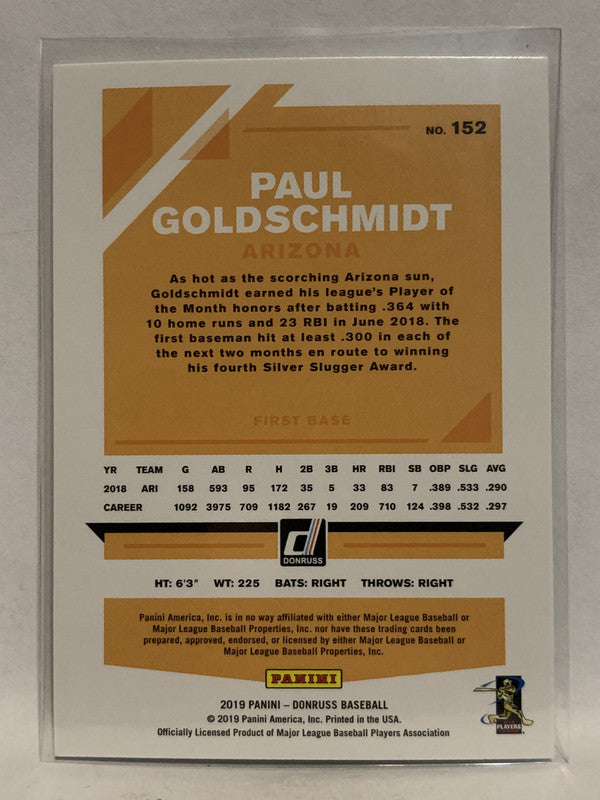 NO. 152
PAUL
GOLDSCHMIDT
ARIZONA
As hot as the scorching Arizona sun,
Goldschmidt earned his league's Player of
the Month honors after batting .364 with
10 home runs and 23 RBI in June 2018. The
first baseman hit at least .300 in each of
the next two months en route to winning
his fourth Silver Slugger Award.
FIRST BASE
YR TEAM G AB R H 2B 3B HR RBI SB OBP SLG AVG
2018 ARI 158 593 95 172 35 5 33 83 7 .389 .533 .290
CAREER 1092 3975 709 1182 267 19 209 710 124 .398 .532 .297
d
DONRUSS
HT: 6'3" WT: 225 BATS: RIGHT THROWS: RIGHT
Panini America, Inc. is in no way affiliated with either Major League Baseball or
Major League Baseball Properties, Inc. nor have these trading cards been
prepared, approved, endorsed, or licensed by either Major League Baseball or
Major League Baseball Properties, Inc.
PANINI
2019 PANINI – DONRUSS BASEBALL
© 2019 Panini America, Inc. Printed in the USA.
Officially Licensed Product of Major League Baseball Players Association
PLAYERS